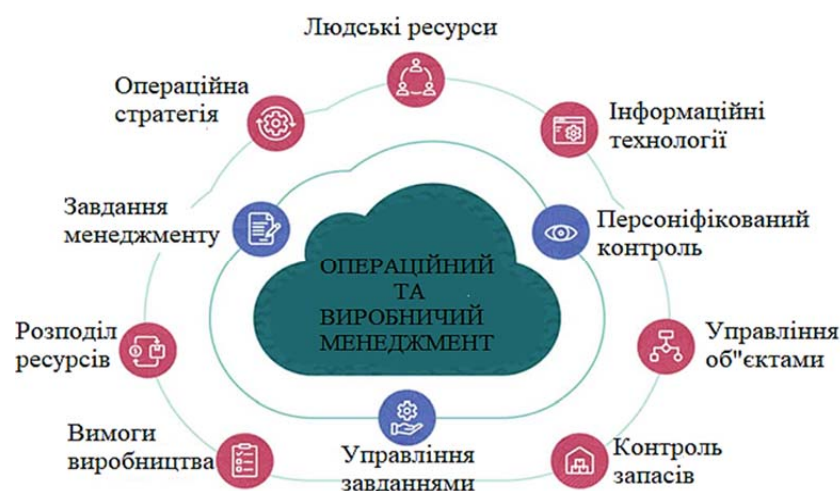 Людські ресурси
Операційна
стратегія
Інформаційні
технології
Завдання
менеджменту
Персоніфікований
контроль
ОПЕРАЦІЙНИЙ
ТА
ВИРОБНИЧИЙ
МЕНЕДЖМЕНТ
Розподіл
ресурсів
Управління
об"єктами
Вимоги
виробництва
Управління
завданнями
Контроль
запасів